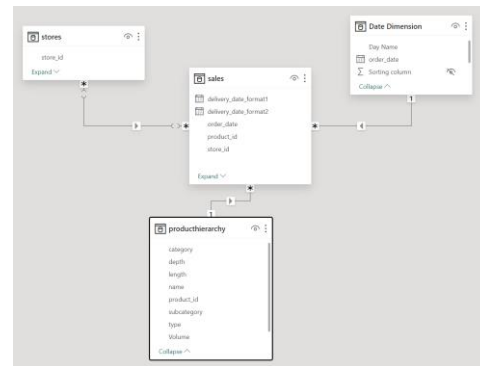 stores
store_id
Expand
*
*
sales
delivery_date_format1
delivery_date_format2
order_date
product_id
store_id
Expand
*
*
Date Dimension
Day Name
order_date
Σ Sorting column
Collapse
1
1
producthierarchy
category
depth
length
name
product_id
subcategory
type
Volume
Collapse